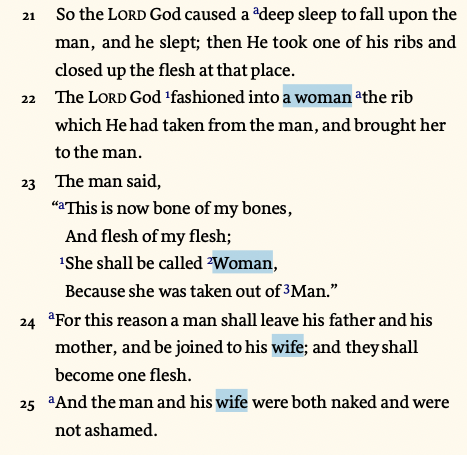 21 So the LORD God caused a ᵃdeep sleep to fall upon the
man, and he slept; then He took one of his ribs and
closed up the flesh at that place.
22 The LORD God ¹fashioned into a woman ᵃthe rib
which He had taken from the man, and brought her
to the man.
23 The man said,
“ᵃThis is now bone of my bones,
And flesh of my flesh;
¹She shall be called ²Woman,
Because she was taken out of ³Man.”
24 ᵃFor this reason a man shall leave his father and his
mother, and be joined to his wife; and they shall
become one flesh.
25 ᵃAnd the man and his wife were both naked and were
not ashamed.